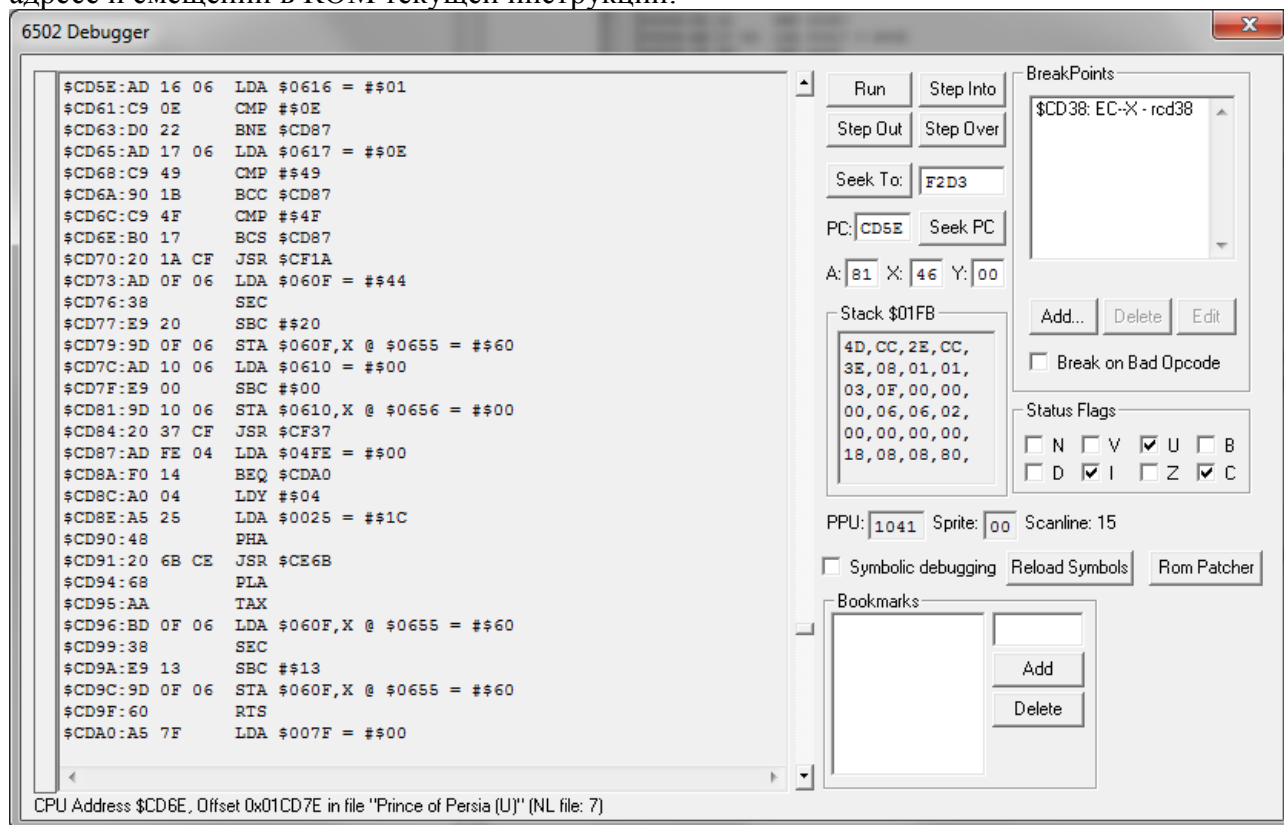 адресе и смещении в ROM текущей инструкции.
6502 Debugger
$CD5E:AD 16 06 LDA $0616 = #$01
$CD61:C9 0E CMP #$0E
$CD63:D0 22 BNE $CD87
$CD65:AD 17 06 LDA $0617 = #$0E
$CD68:C9 49 CMP #$49
$CD6A:90 1B BCC $CD87
$CD6C:C9 4F CMP #$4F
$CD6E:B0 17 BCS $CD87
$CD70:20 1A CF JSR $CF1A
$CD73:AD 0F 06 LDA $060F = #$44
$CD76:38 SEC
$CD77:E9 20 SBC #$20
$CD79:9D 0F 06 STA $060F,X @ $0655 = #$60
$CD7C:AD 10 06 LDA $0610 = #$00
$CD7F:E9 00 SBC #$00
$CD81:9D 10 06 STA $0610,X @ $0656 = #$00
$CD84:20 37 CF JSR $CF37
$CD87:AD FE 04 LDA $04FE = #$00
$CD8A:F0 14 BEQ $CDA0
$CD8C:A0 04 LDY #$04
$CD8E:A5 25 LDA $0025 = #$1C
$CD90:48 PHA
$CD91:20 6B CE JSR $CE6B
$CD94:68 PLA
$CD95:AA TAX
$CD96:BD 0F 06 LDA $060F,X @ $0655 = #$60
$CD99:38 SEC
$CD9A:E9 13 SBC #$13
$CD9C:9D 0F 06 STA $060F,X @ $0655 = #$60
$CD9F:60 RTS
$CDA0:A5 7F LDA $007F = #$00
Run Step Into
Step Out Step Over
Seek To: F2D3
PC: CD5E Seek PC
A: 81 X: 46 Y: 00
Stack $01FB
4D,CC,2E,CC,
3E,08,01,01,
03,0F,00,00,
00,06,06,02,
00,00,00,00,
18,08,08,80,
BreakPoints
$CD38: EC--X - rcd38
Add... Delete Edit
Break on Bad Opcode
Status Flags
N V U B
D I Z C
PPU: 1041 Sprite: 00 Scanline: 15
Symbolic debugging Reload Symbols Rom Patcher
Bookmarks
Add
Delete
CPU Address $CD6E, Offset 0x01CD7E in file "Prince of Persia (U)" (NL file: 7)